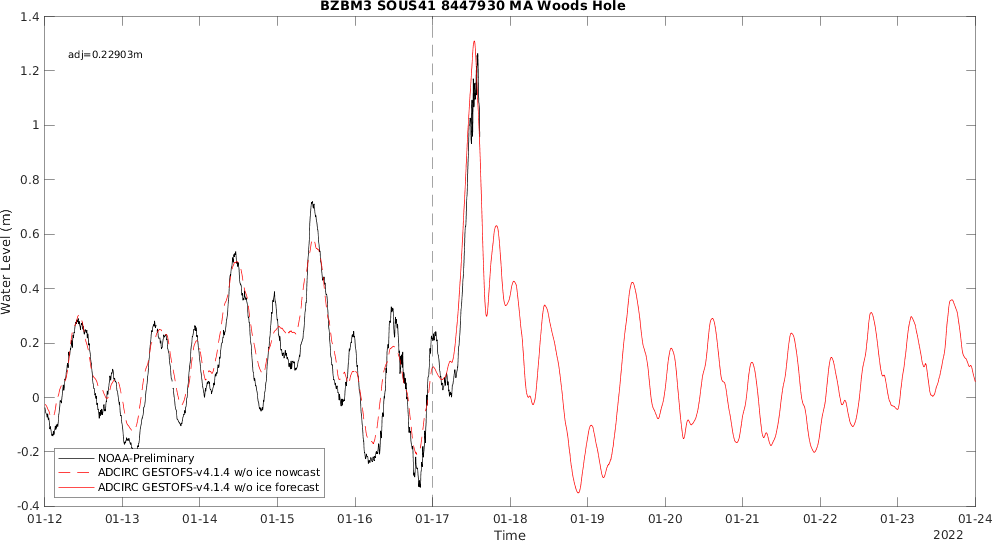 BZBM3 SOUS41 8447930 MA Woods Hole
adj=0.22903m
Water Level (m)
1.4
1.2
1
0.8
0.6
0.4
0.2
0
-0.2
-0.4
NOAA-Preliminary
ADCIRC GESTOFS-v4.1.4 w/o ice nowcast
ADCIRC GESTOFS-v4.1.4 w/o ice forecast
01-12 01-13 01-14 01-15 01-16 01-17 01-18 01-19 01-20 01-21 01-22 01-23 01-24
Time
2022